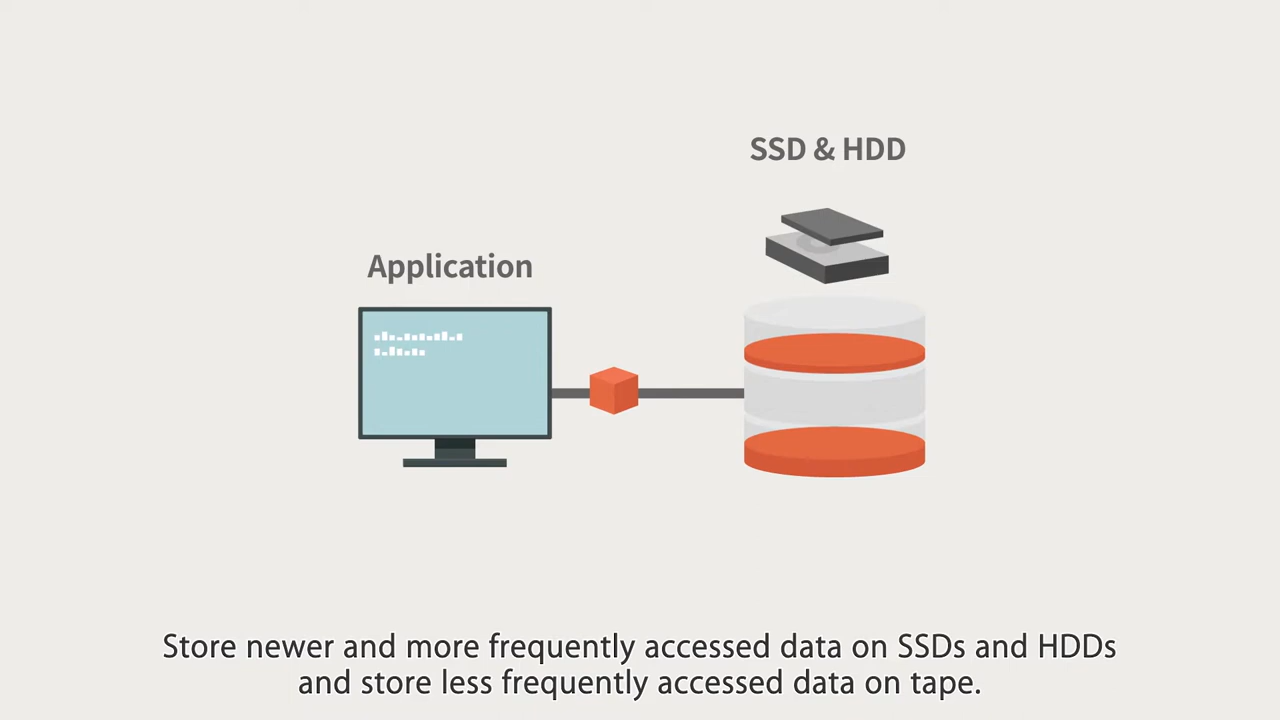 SSD & HDD
Application
Store newer and more frequently accessed data on SSDs and HDDs
and store less frequently accessed data on tape.